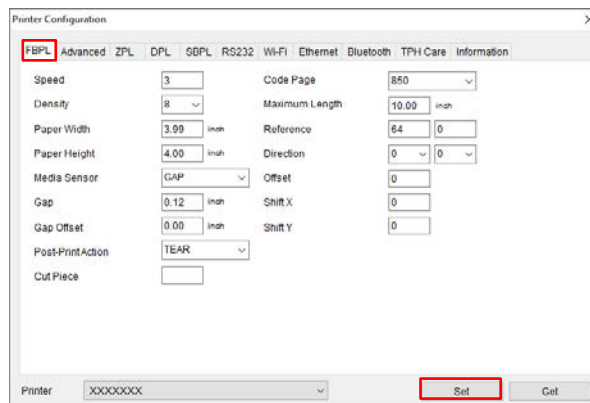 Printer Configuration
FBPL Advanced ZPL DPL SBPL RS232 Wi-Fi Ethernet Bluetooth TPH Care Information
Speed 3 Code Page 850
Density 8 Maximum Length 10.00 inch
Paper Width 3.99 inch Reference 64 0
Paper Height 4.00 inch Direction 0 0
Media Sensor GAP Offset 0
Gap 0.12 inch Shift X 0
Gap Offset 0.00 inch Shift Y 0
Post-Print Action TEAR
Cut Piece
Printer XXXXXXX Set Get